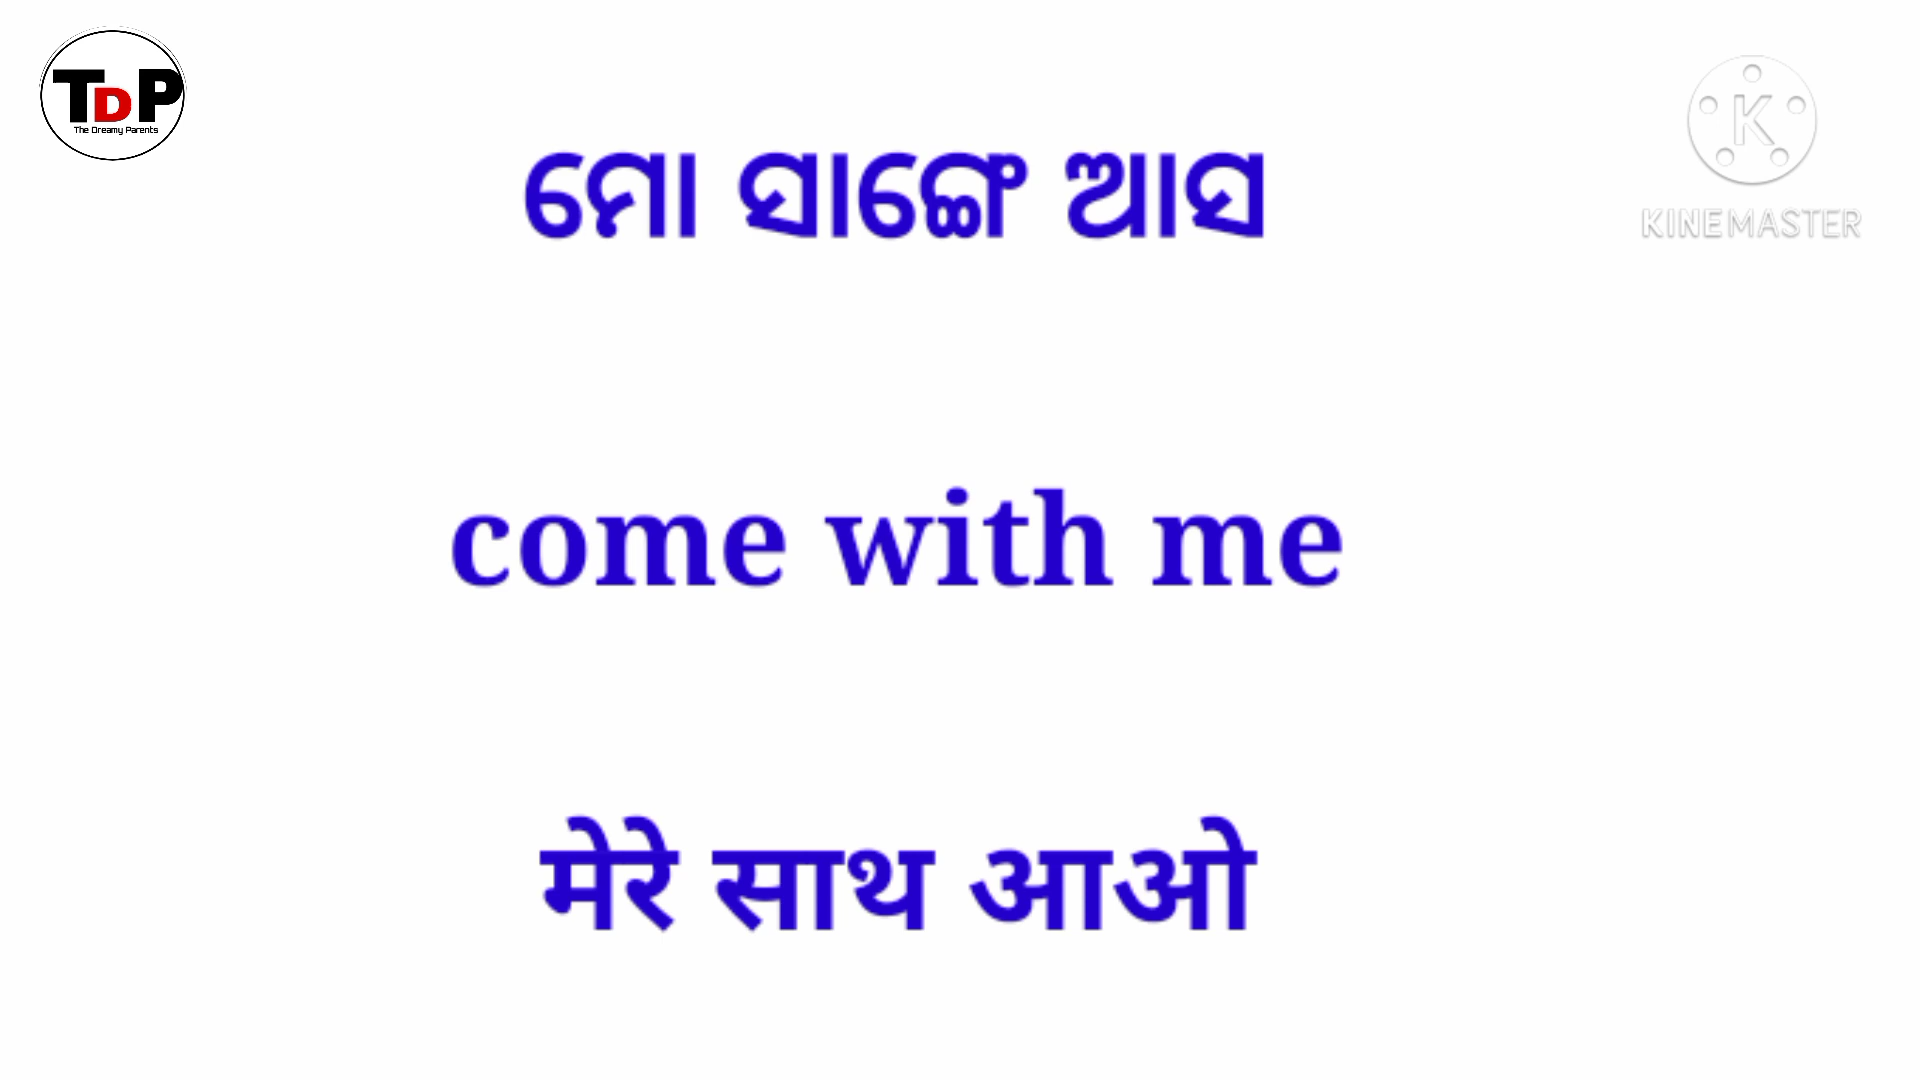 TDP
The Dreamy Parents
K
KINEMASTER
ମୋ ସାଙ୍ଗେ ଆସ
come with me
मेरे साथ आओ